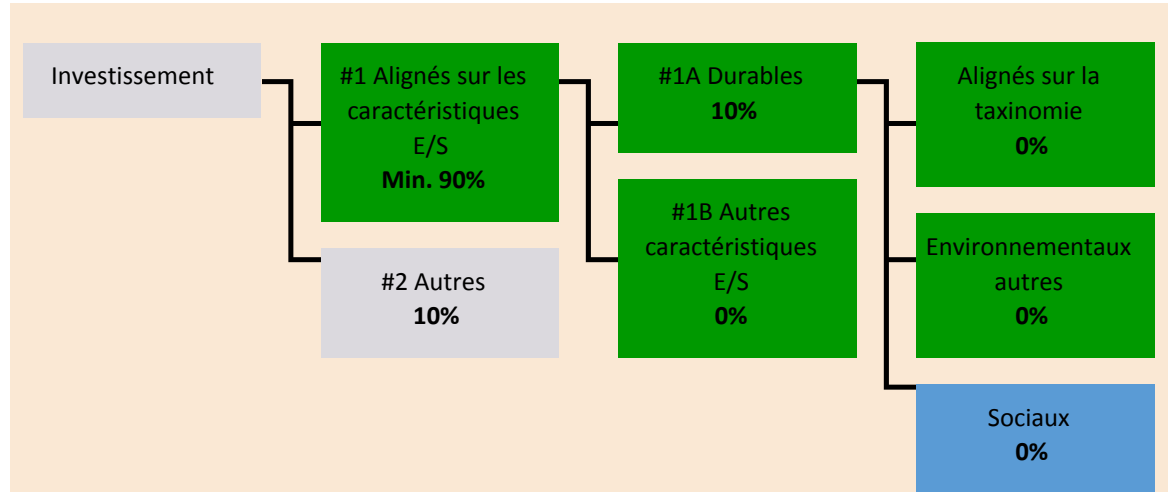 Investissement
#1 Alignés sur les
caractéristiques
E/S
Min. 90%
#2 Autres
10%
#1A Durables
10%
#1B Autres
caractéristiques
E/S
0%
Alignés sur la
taxinomie
0%
Environnementaux
autres
0%
Sociaux
0%